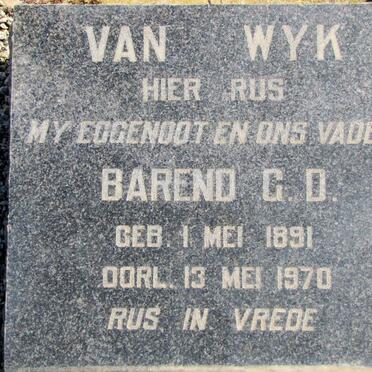 VAN WYK
HIER RUS
MY EGGENOOT EN ONS VADE
BAREND G. D.
GEB. 1 MEI 1891
OORL. 13 MEI 1970
RUS IN VREDE